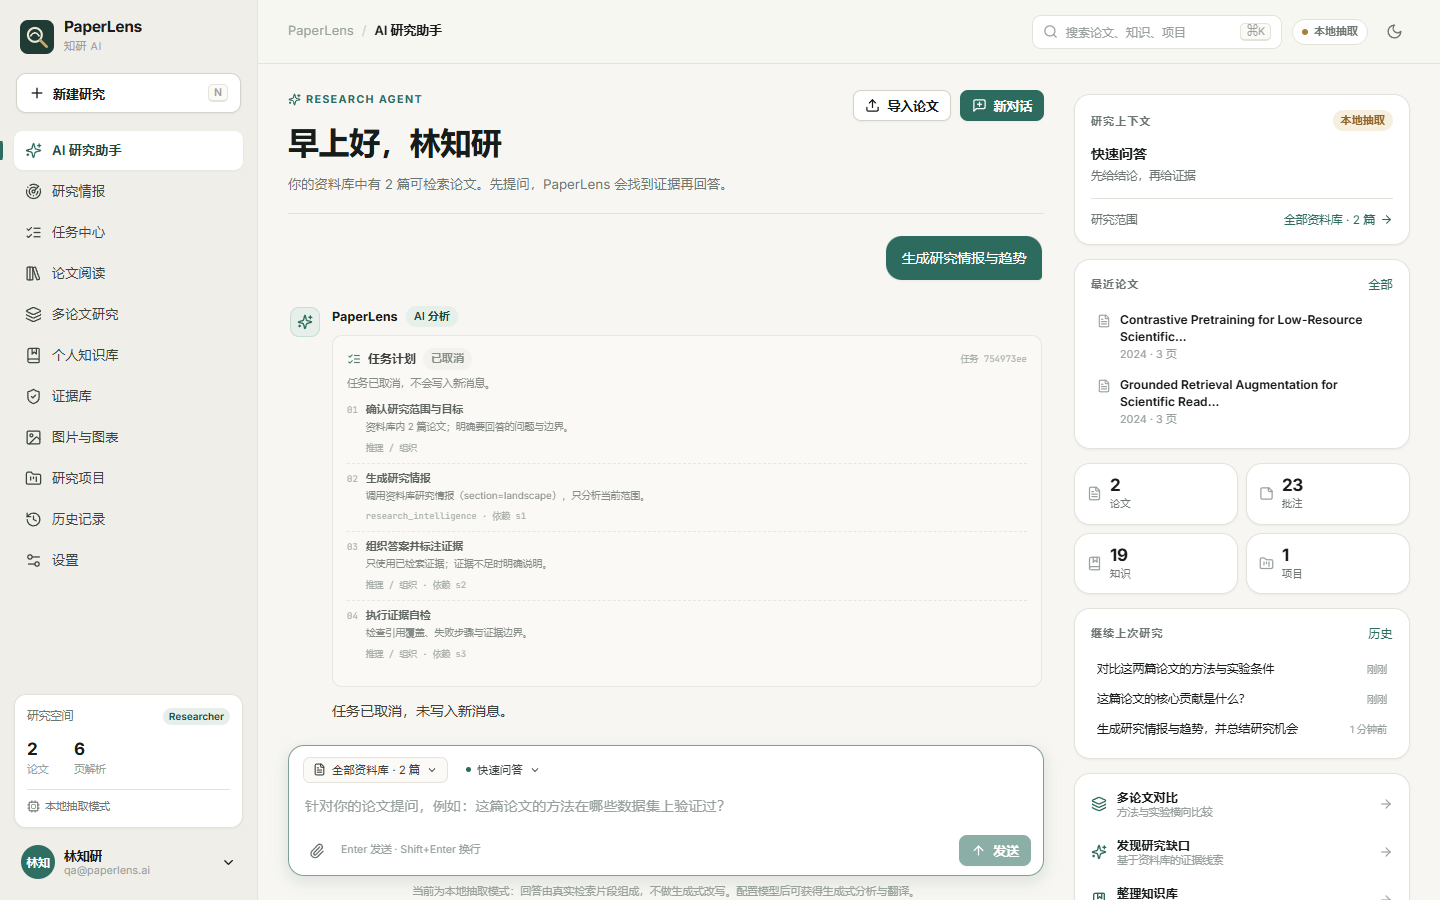 PaperLens
知研 AI
新建研究
N
AI 研究助手
研究情报
任务中心
论文阅读
多论文研究
个人知识库
证据库
图片与图表
研究项目
历史记录
设置
研究空间
Researcher
2
6
论文
页解析
本地抽取模式
林知
林知研
qa@paperlens.ai
PaperLens / AI 研究助手
搜索论文、知识、项目
⌘K
本地抽取
RESEARCH AGENT
早上好，林知研
你的资料库中有 2 篇可检索论文。先提问，PaperLens 会找到证据再回答。
导入论文
新对话
生成研究情报与趋势
PaperLens
AI 分析
任务计划
已取消
任务 754973ee
任务已取消，不会写入新消息。
01 确认研究范围与目标
资料库内 2 篇论文；明确要回答的问题与边界。
推理 / 组织
02 生成研究情报
调用资料库研究情报（section=landscape），只分析当前范围。
research_intelligence · 依赖 s1
03 组织答案并标注证据
只使用已检索证据；证据不足时明确说明。
推理 / 组织 · 依赖 s2
04 执行证据自检
检查引用覆盖、失败步骤与证据边界。
推理 / 组织 · 依赖 s3
任务已取消，未写入新消息。
全部资料库 · 2 篇
快速问答
针对你的论文提问，例如：这篇论文的方法在哪些数据集上验证过？
Enter 发送 · Shift+Enter 换行
发送
当前为本地抽取模式：回答由真实检索片段组成，不做生成式改写。配置模型后可获得生成式分析与翻译。
研究上下文
本地抽取
快速问答
先给结论，再给证据
研究范围
全部资料库 · 2 篇
最近论文
全部
Contrastive Pretraining for Low-Resource
Scientific...
2024 · 3 页
Grounded Retrieval Augmentation for
Scientific Read...
2024 · 3 页
2
论文
23
批注
19
知识
1
项目
继续上次研究
历史
对比这两篇论文的方法与实验条件
刚刚
这篇论文的核心贡献是什么？
刚刚
生成研究情报与趋势，并总结研究机会
1 分钟前
多论文对比
方法与实验横向比较
发现研究缺口
基于资料库的证据线索
整理知识库